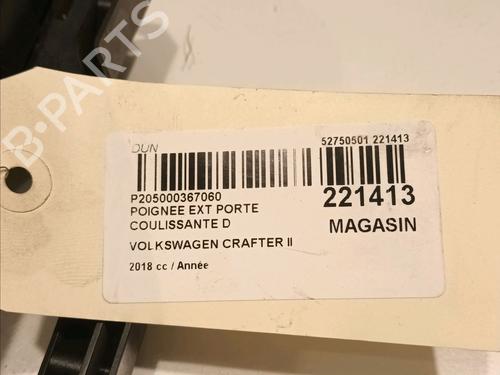 DUN
52750501 221413
P205000367060
POIGNEE EXT PORTE
COULISSANTE D
VOLKSWAGEN CRAFTER II
2018 cc / Année
221413
MAGASIN
B-PARTS